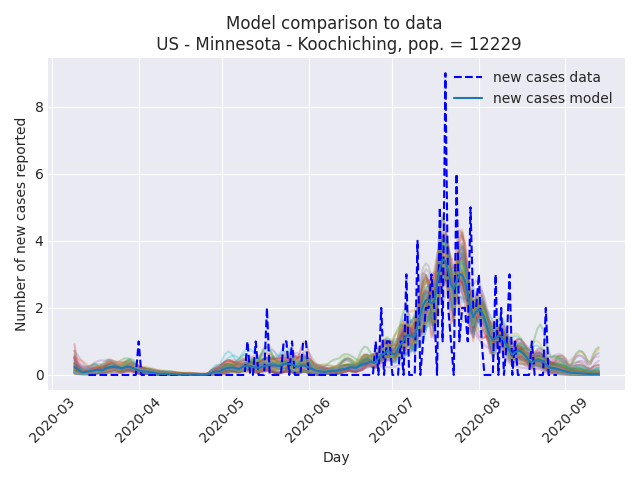 Model comparison to data
US - Minnesota - Koochiching, pop. = 12229
new cases data
new cases model
Number of new cases reported
8
6
4
2
0
2020-03
2020-04
2020-05
2020-06
2020-07
2020-08
2020-09
Day